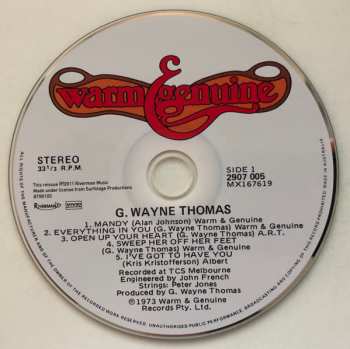 Warm & Genuine
STEREO
33⅓ R.P.M.
SIDE 1
2907 005
MX167619
This reissue ℗2011 Riverman Music
Made under licence from Surfridge Productions
G. WAYNE THOMAS
1. MANDY (Alan Johnson) Warm & Genuine
2. EVERYTHING IN YOU (G. Wayne Thomas) Warm & Genuine
3. OPEN UP YOUR HEART (G. Wayne Thomas) A.R.T.
4. SWEEP HER OFF HER FEET
(G. Wayne Thomas) Warm & Genuine
5. I'VE GOT TO HAVE YOU
(Kris Kristofferson) Albert
Recorded at TCS Melbourne
Engineered by John French
Strings: Peter Jones
Produced by G. Wayne Thomas
℗1973 Warm & Genuine
Records Pty. Ltd.